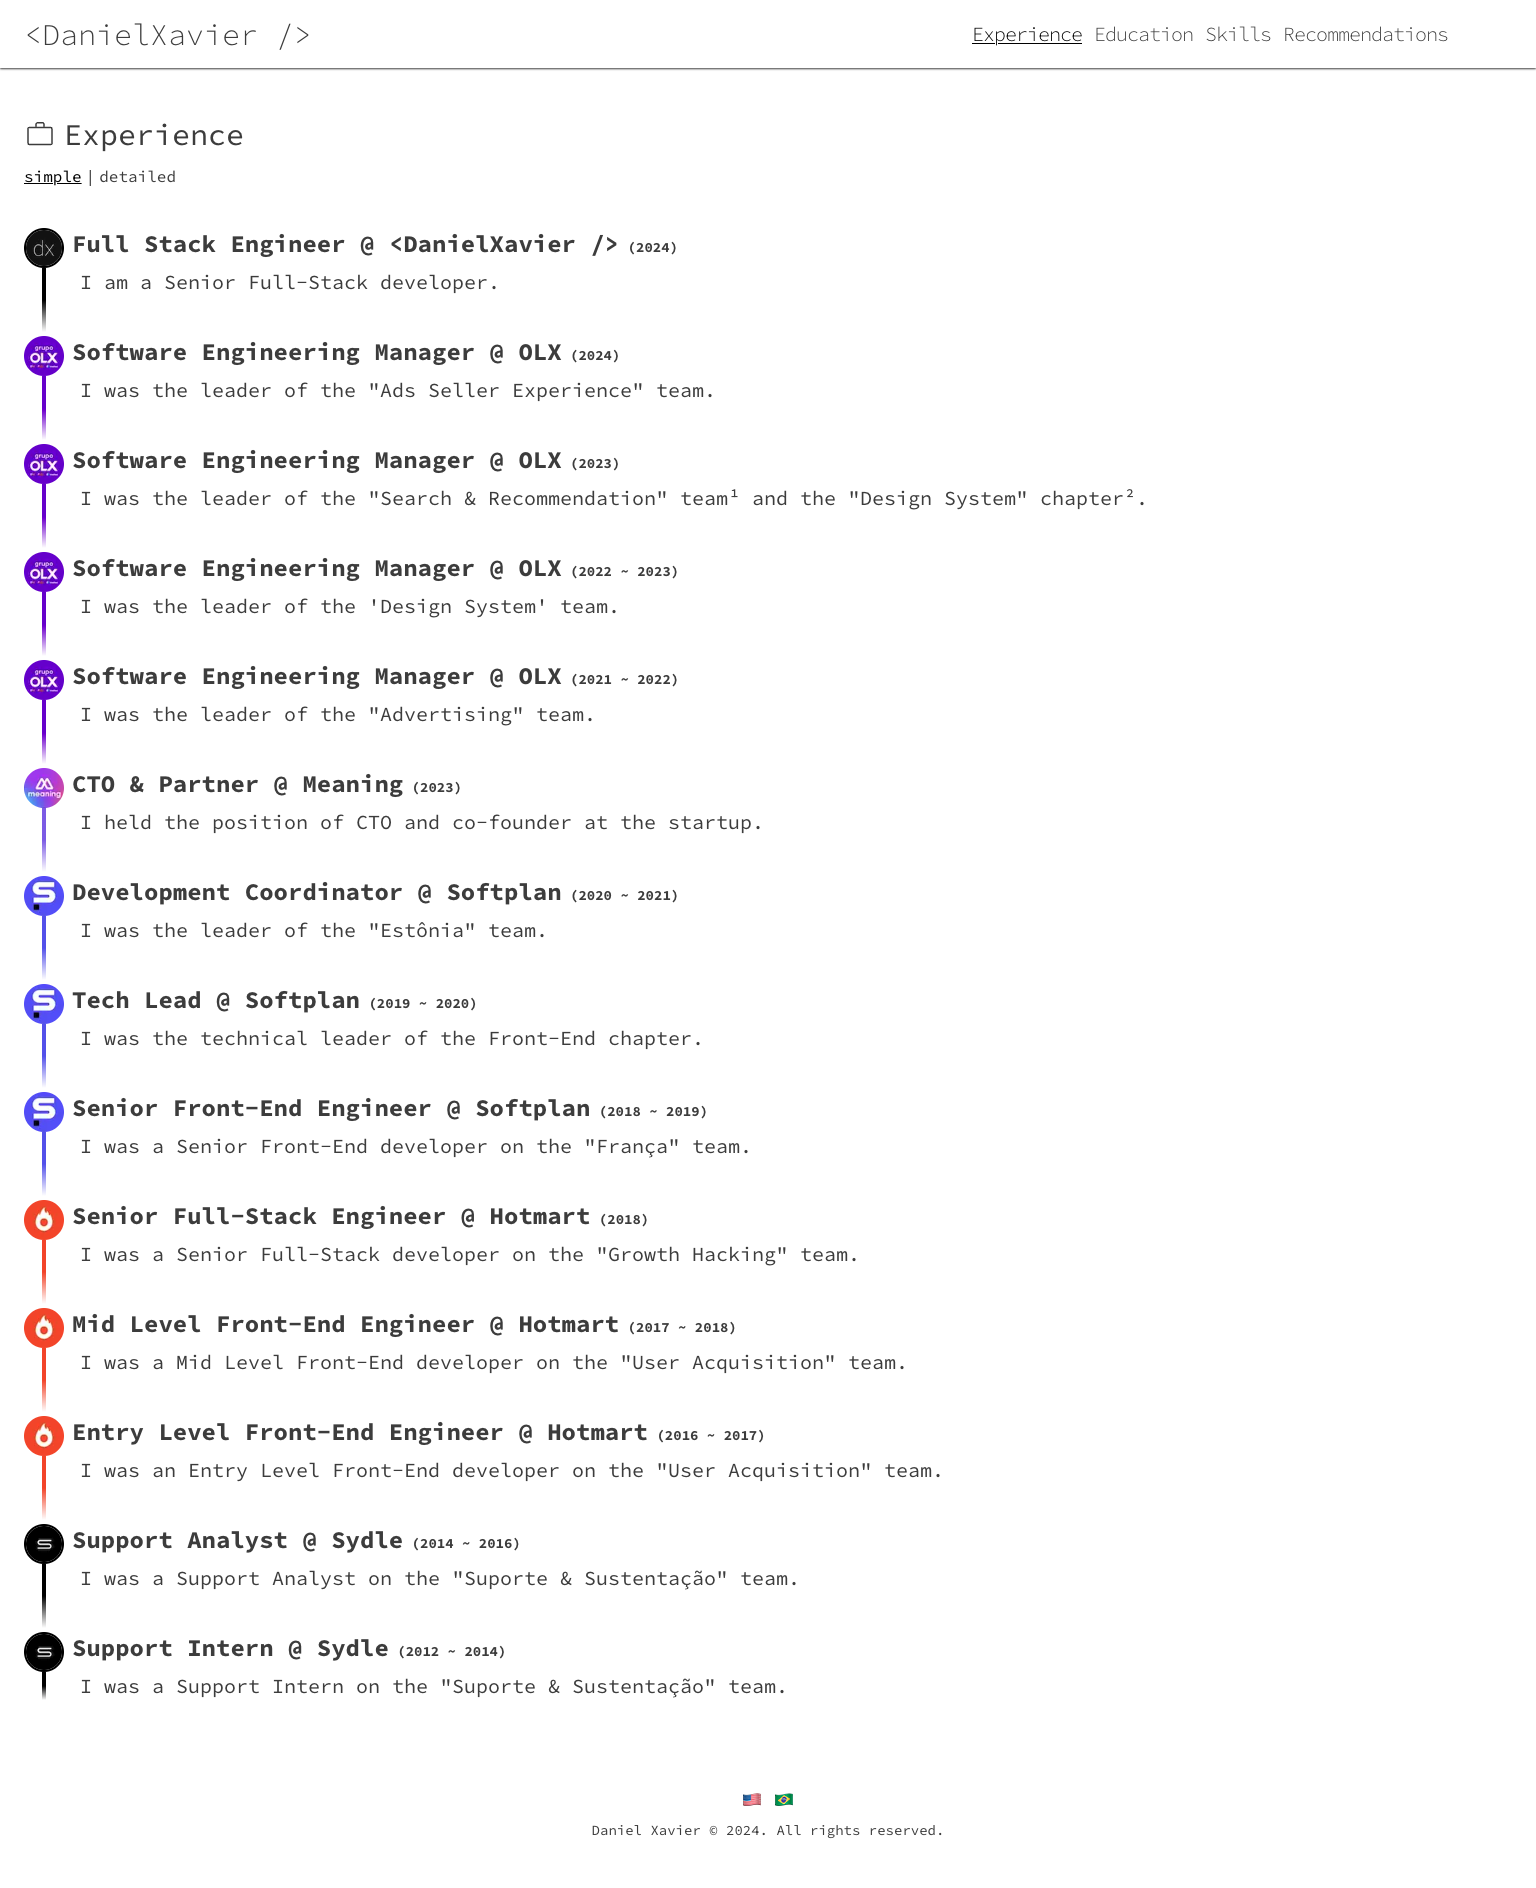 <DanielXavier />
Experience Education Skills Recommendations
Experience
simple | detailed
dx
Full Stack Engineer @ <DanielXavier /> (2024)
I am a Senior Full-Stack developer.
grupo
OLX
Software Engineering Manager @ OLX (2024)
I was the leader of the "Ads Seller Experience" team.
grupo
OLX
Software Engineering Manager @ OLX (2023)
I was the leader of the "Search & Recommendation" team¹ and the "Design System" chapter².
grupo
OLX
Software Engineering Manager @ OLX (2022 ~ 2023)
I was the leader of the 'Design System' team.
grupo
OLX
Software Engineering Manager @ OLX (2021 ~ 2022)
I was the leader of the "Advertising" team.
meaning
CTO & Partner @ Meaning (2023)
I held the position of CTO and co-founder at the startup.
Development Coordinator @ Softplan (2020 ~ 2021)
I was the leader of the "Estônia" team.
Tech Lead @ Softplan (2019 ~ 2020)
I was the technical leader of the Front-End chapter.
Senior Front-End Engineer @ Softplan (2018 ~ 2019)
I was a Senior Front-End developer on the "França" team.
Senior Full-Stack Engineer @ Hotmart (2018)
I was a Senior Full-Stack developer on the "Growth Hacking" team.
Mid Level Front-End Engineer @ Hotmart (2017 ~ 2018)
I was a Mid Level Front-End developer on the "User Acquisition" team.
Entry Level Front-End Engineer @ Hotmart (2016 ~ 2017)
I was an Entry Level Front-End developer on the "User Acquisition" team.
Support Analyst @ Sydle (2014 ~ 2016)
I was a Support Analyst on the "Suporte & Sustentação" team.
Support Intern @ Sydle (2012 ~ 2014)
I was a Support Intern on the "Suporte & Sustentação" team.
Daniel Xavier © 2024. All rights reserved.